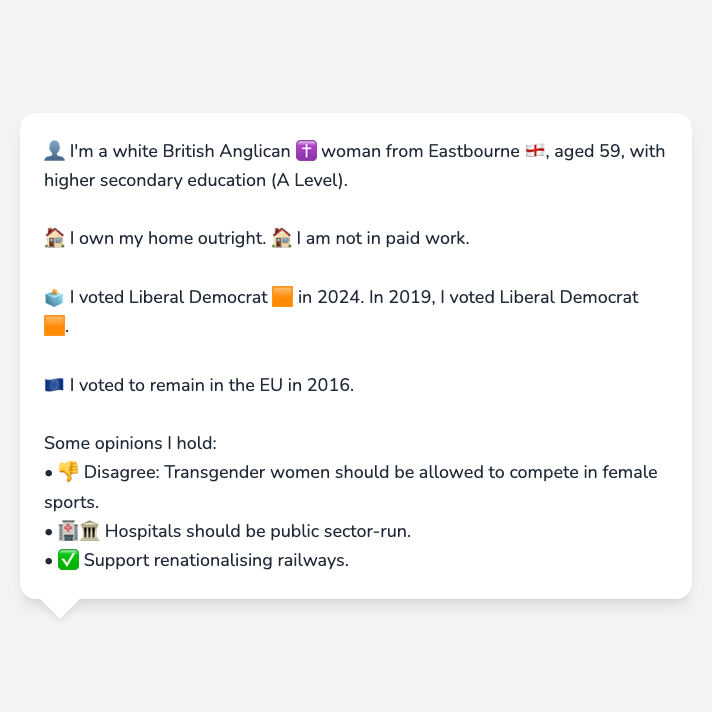 👤 I'm a white British Anglican ✝️ woman from Eastbourne 🏴󠁧󠁢󠁥󠁮󠁧󠁿, aged 59, with
higher secondary education (A Level).
🏠 I own my home outright. 🏠 I am not in paid work.
🗳️ I voted Liberal Democrat 🟧 in 2024. In 2019, I voted Liberal Democrat
🟧.
🇪🇺 I voted to remain in the EU in 2016.
Some opinions I hold:
• 👎 Disagree: Transgender women should be allowed to compete in female
sports.
• 🏥🏛️ Hospitals should be public sector-run.
• ✅ Support renationalising railways.